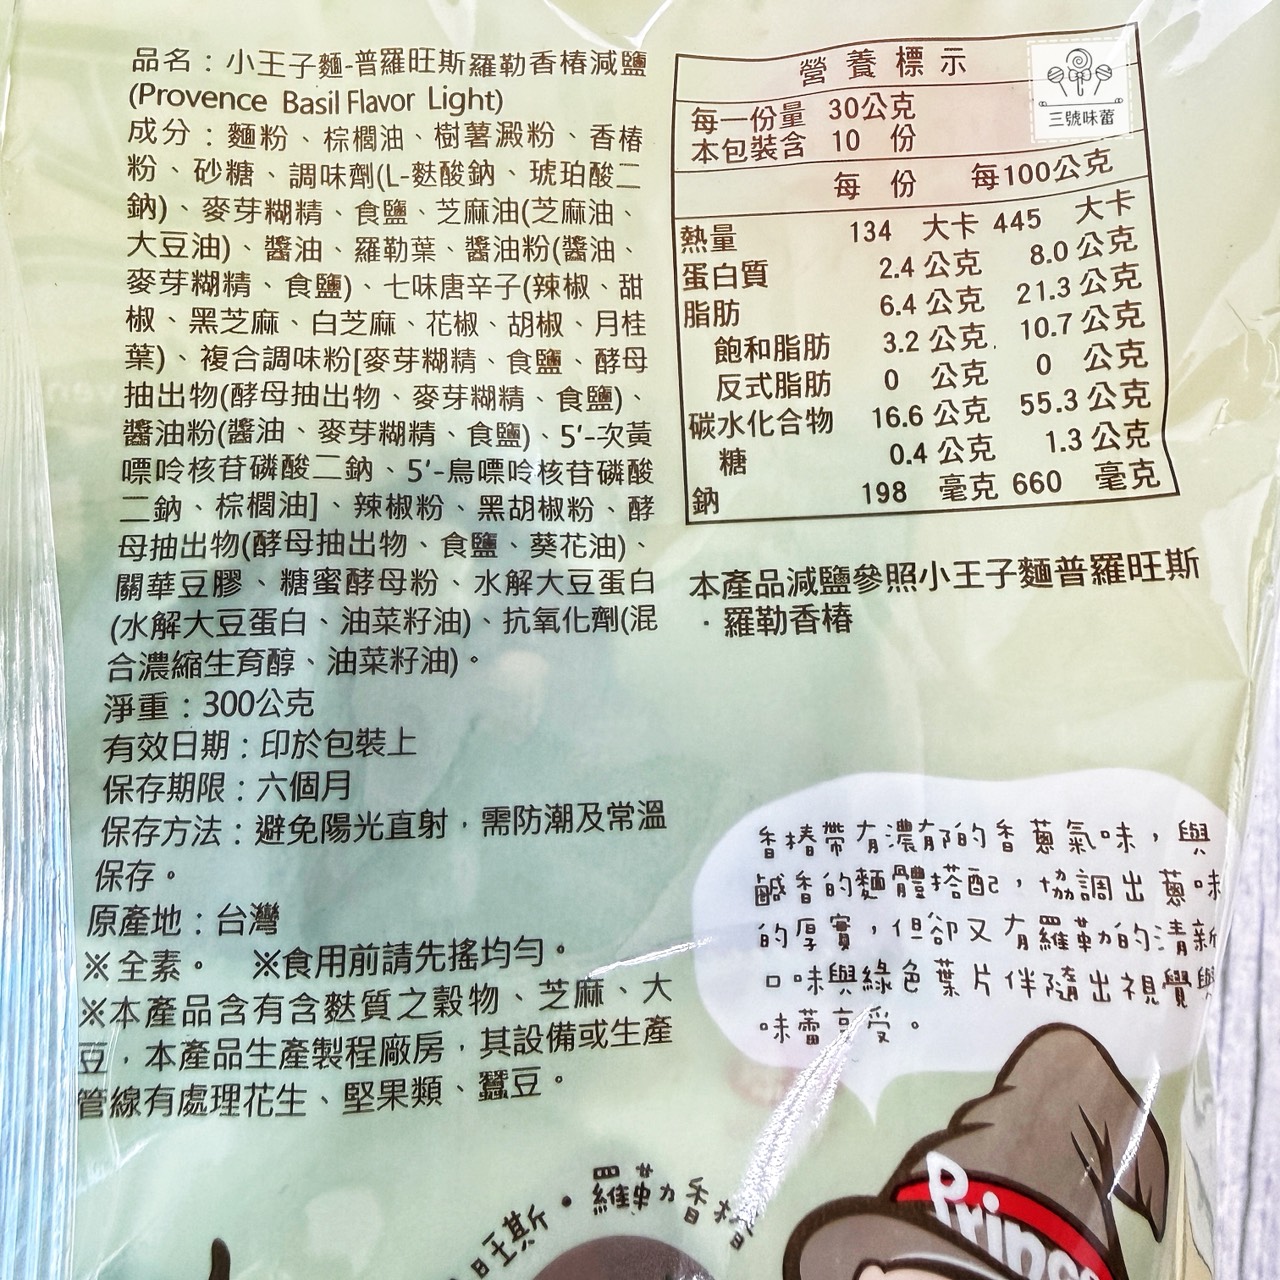 品名：小王子麵-普羅旺斯羅勒香椿減鹽
(Provence Basil Flavor Light)
成分：麵粉、棕櫚油、樹薯澱粉、香椿
粉、砂糖、調味劑(L-麩酸鈉、琥珀酸二
鈉)、麥芽糊精、食鹽、芝麻油(芝麻油、
大豆油)、醬油、羅勒葉、醬油粉(醬油、
麥芽糊精、食鹽)、七味唐辛子(辣椒、甜
椒、黑芝麻、白芝麻、花椒、胡椒、月桂
葉)、複合調味粉[麥芽糊精、食鹽、酵母
抽出物(酵母抽出物、麥芽糊精、食鹽)、
醬油粉(醬油、麥芽糊精、食鹽)、5'-次黃
嘌呤核苷磷酸二鈉、5'-鳥嘌呤核苷磷酸
二鈉、棕櫚油]、辣椒粉、黑胡椒粉、酵
母抽出物(酵母抽出物、食鹽、葵花油)、
關華豆膠、糖蜜酵母粉、水解大豆蛋白
(水解大豆蛋白、油菜籽油)、抗氧化劑(混
合濃縮生育醇、油菜籽油)。
淨重：300公克
有效日期：印於包裝上
保存期限：六個月
保存方法：避免陽光直射，需防潮及常溫
保存。
原產地：台灣
※全素。 ※食用前請先搖均勻。
※本產品含有含麩質之穀物、芝麻、大
豆，本產品生產製程廠房，其設備或生產
管線有處理花生、堅果類、蠶豆。
營養標示
每一份量 30公克
本包裝含 10 份
每 份 每100公克
熱量 134 大卡 445 大卡
蛋白質 2.4 公克 8.0 公克
脂肪 6.4 公克 21.3 公克
飽和脂肪 3.2 公克 10.7 公克
反式脂肪 0 公克 0 公克
碳水化合物 16.6 公克 55.3 公克
糖 0.4 公克 1.3 公克
鈉 198 毫克 660 毫克
三號味蕾
本產品減鹽參照小王子麵普羅旺斯
．羅勒香椿
香椿帶有濃郁的香蔥氣味，與
鹹香的麵體搭配，協調出蔥味
的厚實，但卻又有羅勒的清新
口味與綠色葉片伴隨出視覺與
味蕾享受。
旺斯・羅勒香椿
Prince